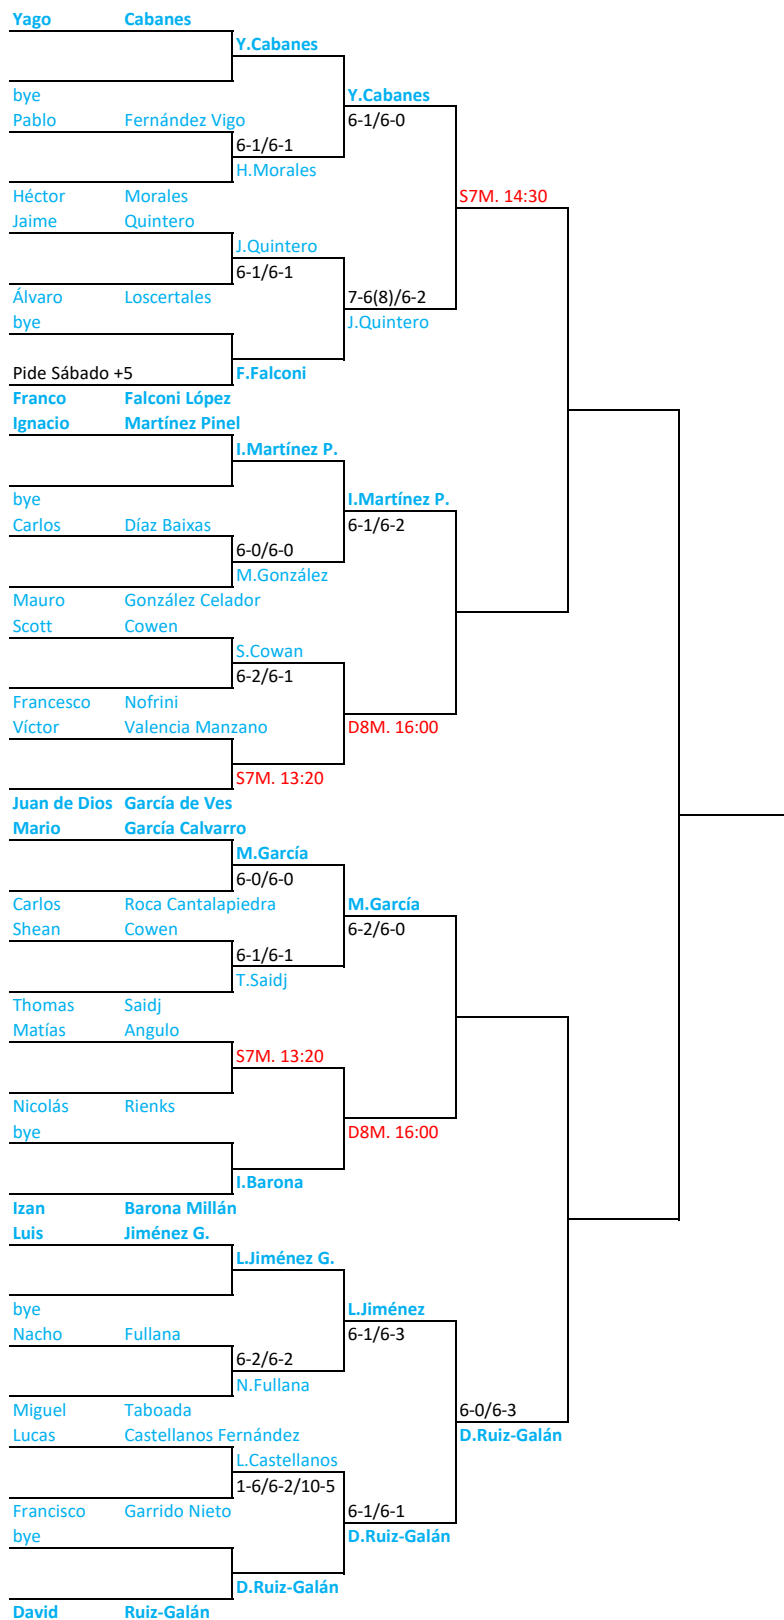 Yago Cabanes
Y.Cabanes
bye
Y.Cabanes
Pablo Fernández Vigo
6-1/6-0
6-1/6-1
H.Morales
Héctor Morales
S7M. 14:30
Jaime Quintero
J.Quintero
6-1/6-1
Álvaro Loscertales
7-6(8)/6-2
bye
J.Quintero
Pide Sábado +5
F.Falconi
Franco Falconi López
Ignacio Martínez Pinel
I.Martínez P.
bye
I.Martínez P.
Carlos Díaz Baixas
6-1/6-2
6-0/6-0
M.González
Mauro González Celador
Scott Cowen
S.Cowan
6-2/6-1
Francesco Nofrini
Víctor Valencia Manzano
D8M. 16:00
S7M. 13:20
Juan de Dios García de Ves
Mario García Calvarro
M.García
6-0/6-0
Carlos Roca Cantalapiedra
M.García
Shean Cowen
6-2/6-0
6-1/6-1
T.Saidj
Thomas Saidj
Matías Angulo
S7M. 13:20
Nicolás Rienks
bye
D8M. 16:00
I.Barona
Izan Barona Millán
Luis Jiménez G.
L.Jiménez G.
bye
L.Jiménez
Nacho Fullana
6-1/6-3
6-2/6-2
N.Fullana
Miguel Taboada
6-0/6-3
Lucas Castellanos Fernández
D.Ruiz-Galán
L.Castellanos
1-6/6-2/10-5
Francisco Garrido Nieto
6-1/6-1
bye
D.Ruiz-Galán
D.Ruiz-Galán
David Ruiz-Galán